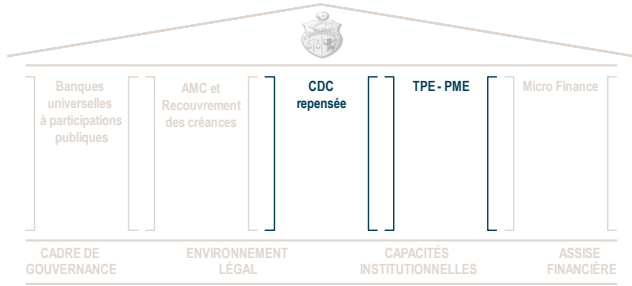 Banques
universelles
à participations
publiques
AMC et
Recouvrement
des créances
CDC
repensée
TPE - PME
Micro Finance
CADRE DE
GOUVERNANCE
ENVIRONNEMENT
LÉGAL
CAPACITÉS
INSTITUTIONNELLES
ASSISE
FINANCIÈRE